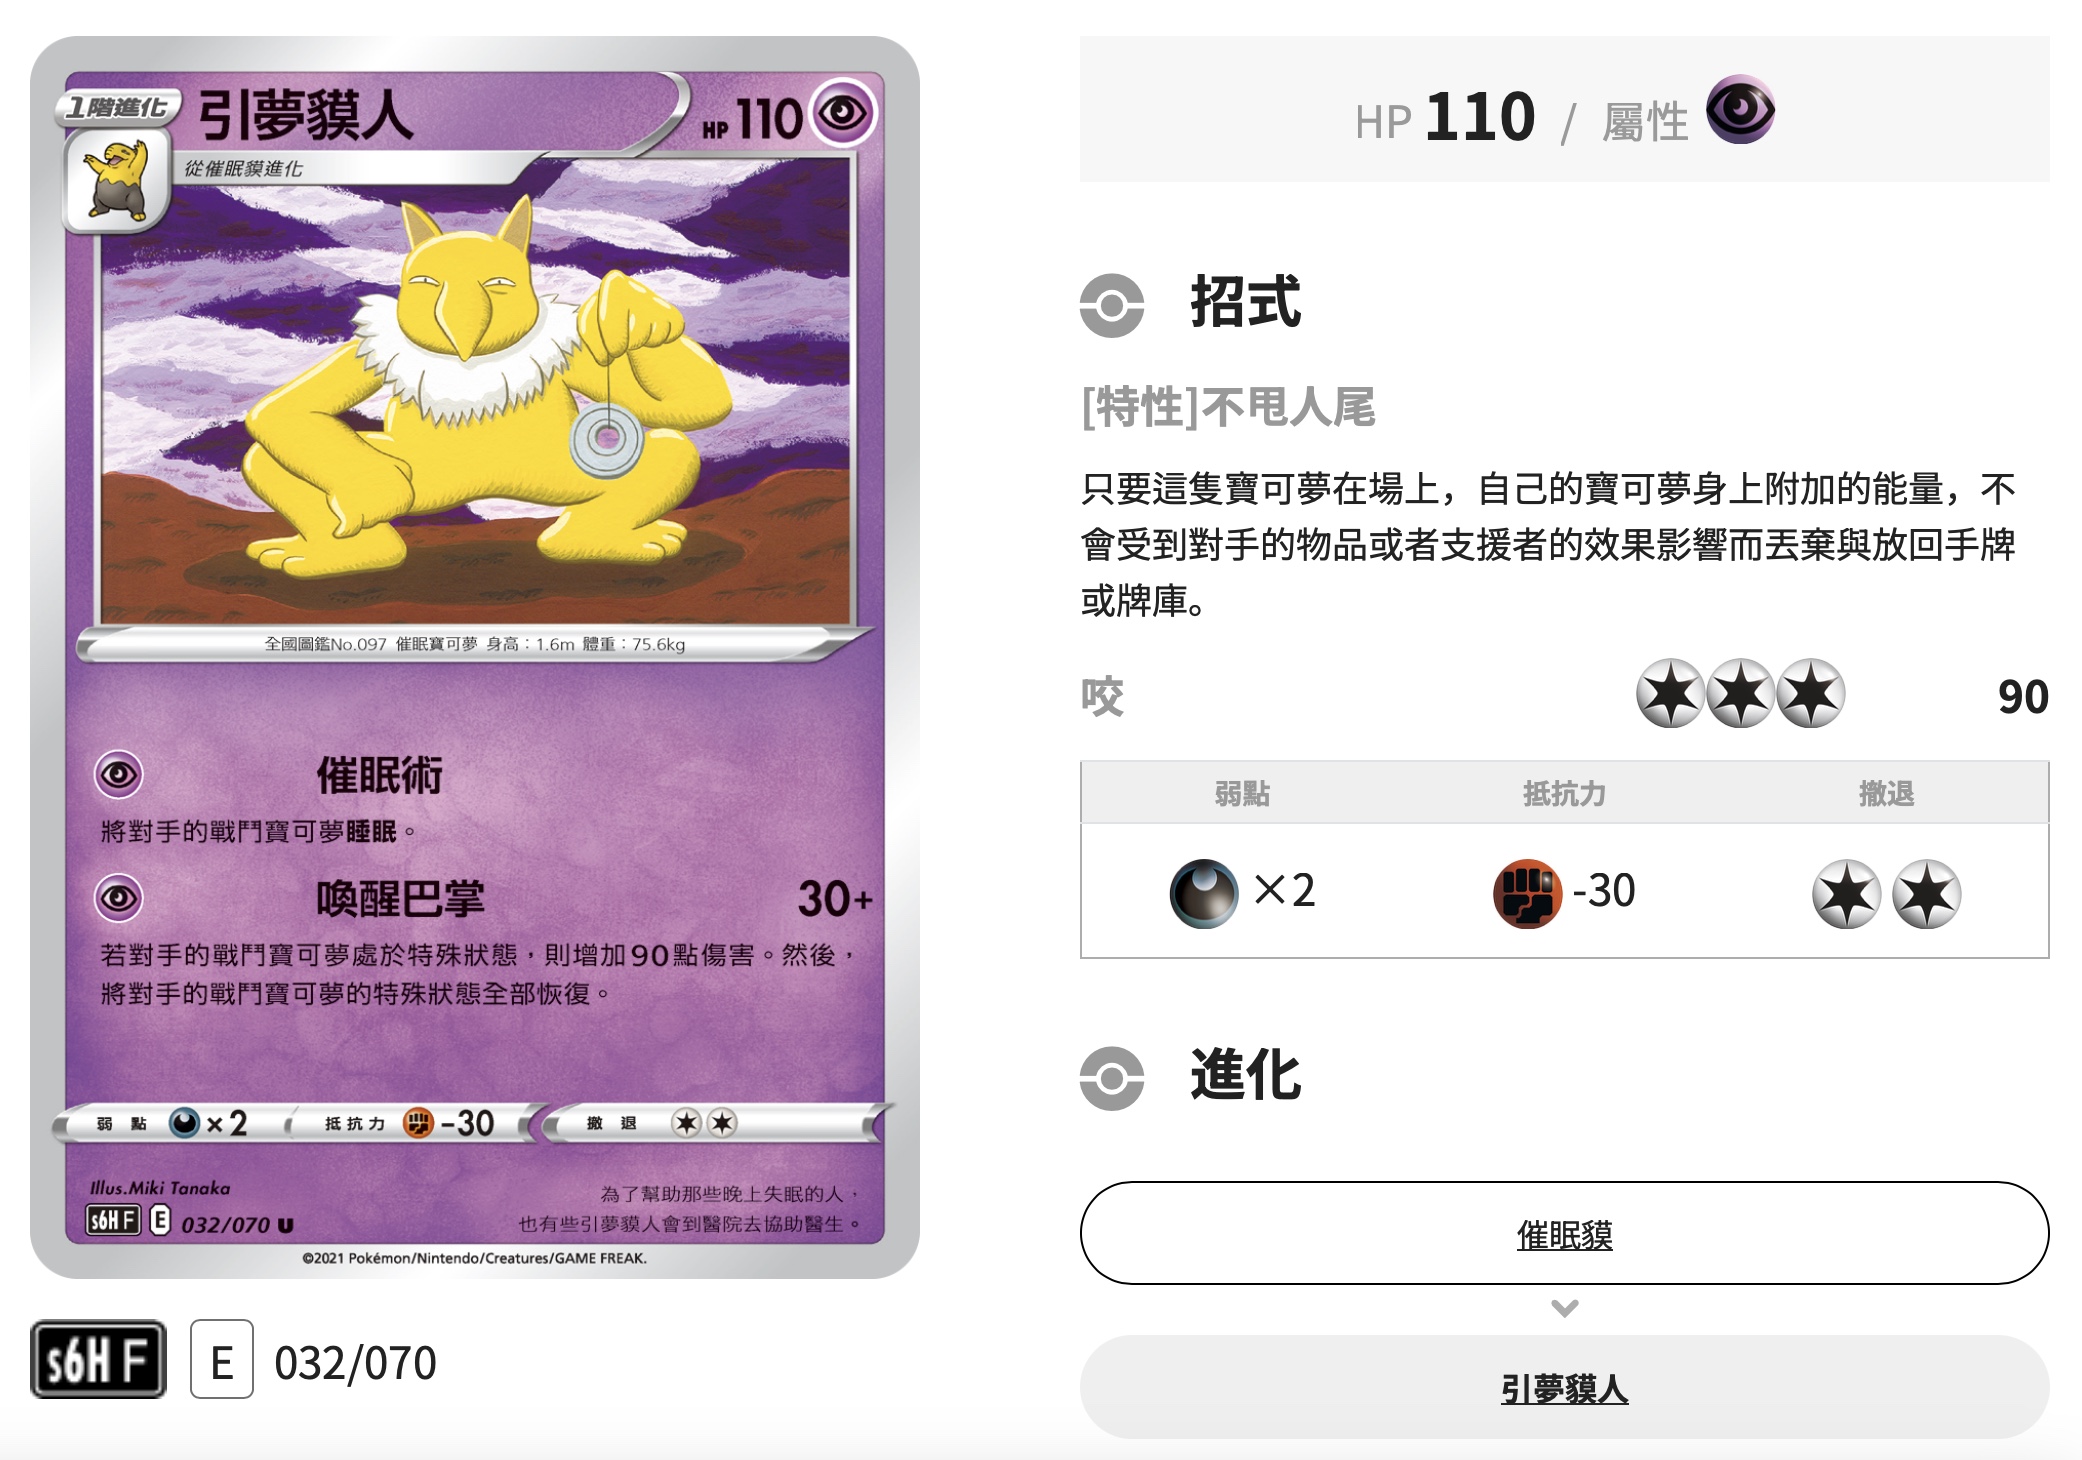 1階進化
引夢貘人
HP 110
從催眠貘進化
全國圖鑑No.097 催眠寶可夢 身高：1.6m 體重：75.6kg
催眠術
將對手的戰鬥寶可夢睡眠。
喚醒巴掌 30+
若對手的戰鬥寶可夢處於特殊狀態，則增加90點傷害。然後，
將對手的戰鬥寶可夢的特殊狀態全部恢復。
弱點 ×2 抵抗力 -30 撤退
Illus.Miki Tanaka
s6H F E 032/070 U
為了幫助那些晚上失眠的人，
也有些引夢貘人會到醫院去協助醫生。
©2021 Pokémon/Nintendo/Creatures/GAME FREAK.
s6H F E 032/070
HP 110 / 屬性
招式
[特性]不甩人尾
只要這隻寶可夢在場上，自己的寶可夢身上附加的能量，不
會受到對手的物品或者支援者的效果影響而丟棄與放回手牌
或牌庫。
咬 90
弱點 抵抗力 撤退
×2 -30
進化
催眠貘
引夢貘人